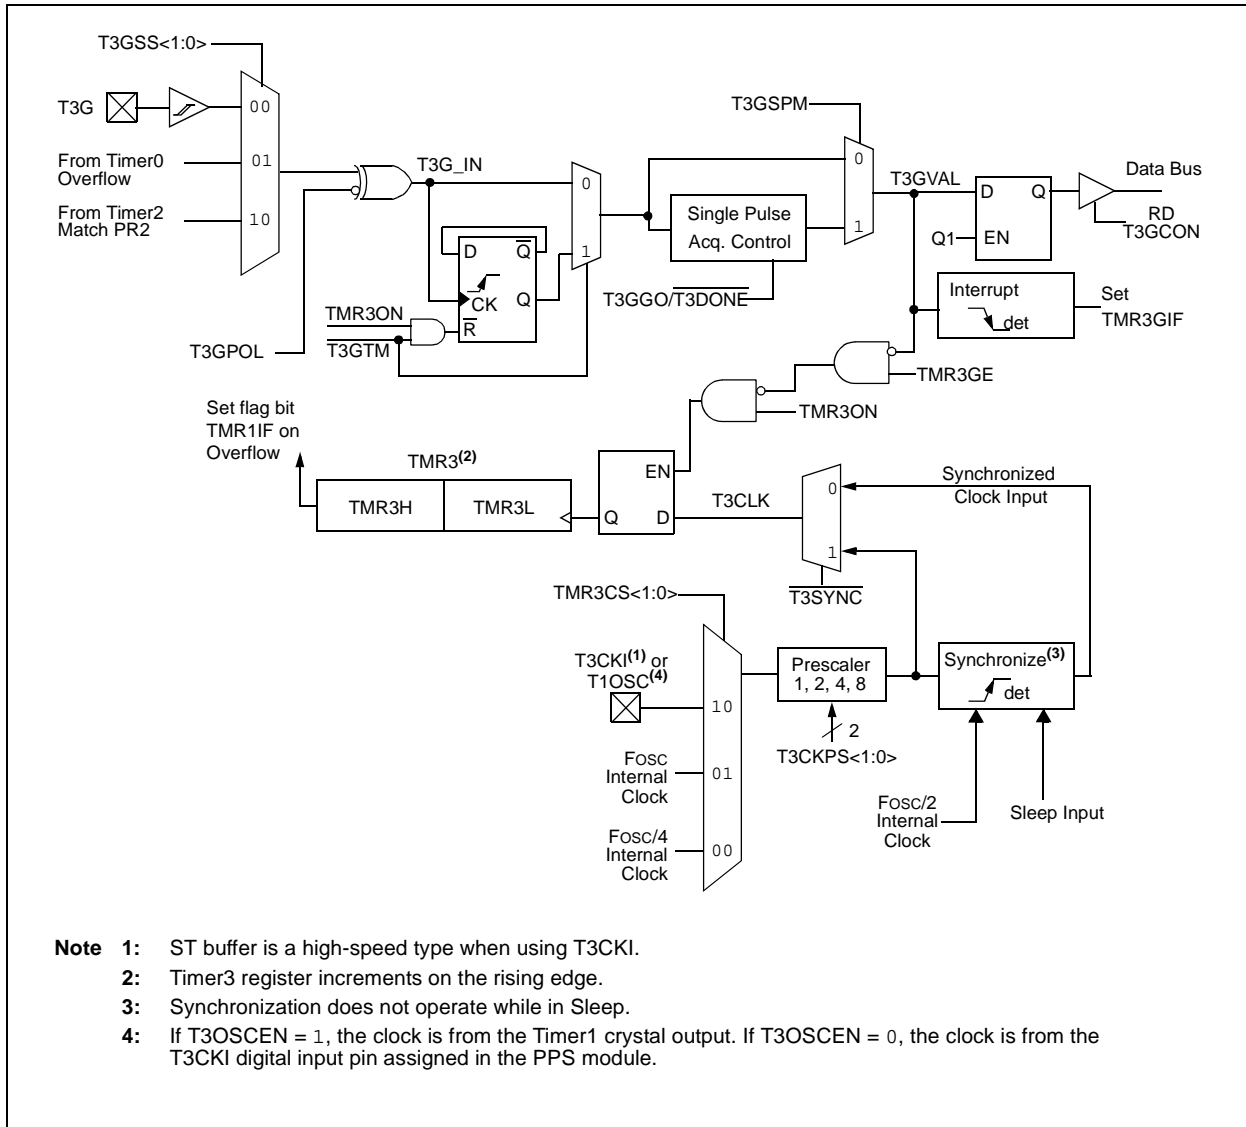 T3GSS<1:0>
T3G
00
From Timer0
Overflow
01
From Timer2
Match PR2
10
T3GPOL
T3G_IN
0
1
D
Q
CK
Q
R
TMR3ON
T3GTM
Single Pulse
Acq. Control
T3GGO/T3DONE
T3GSPM
0
1
T3GVAL
D
Q
Q1
EN
Data Bus
RD
T3GCON
Interrupt
det
Set
TMR3GIF
TMR3GE
TMR3ON
Set flag bit
TMR1IF on
Overflow
TMR3(2)
TMR3H
TMR3L
EN
Q
D
T3CLK
0
1
T3SYNC
Synchronized
Clock Input
TMR3CS<1:0>
T3CKI(1) or
T1OSC(4)
10
FOSC
Internal
Clock
01
FOSC/4
Internal
Clock
00
Prescaler
1, 2, 4, 8
2
T3CKPS<1:0>
Synchronize(3)
det
FOSC/2
Internal
Clock
Sleep Input
Note 1: ST buffer is a high-speed type when using T3CKI.
2: Timer3 register increments on the rising edge.
3: Synchronization does not operate while in Sleep.
4: If T3OSCEN = 1, the clock is from the Timer1 crystal output. If T3OSCEN = 0, the clock is from the
T3CKI digital input pin assigned in the PPS module.